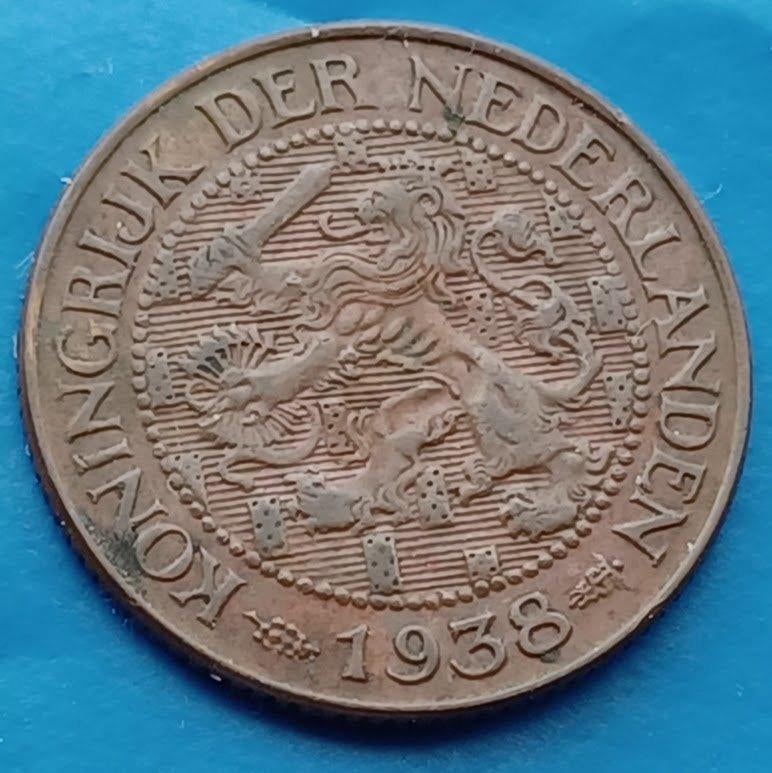 KONINGRIJK DER NEDERLANDEN
1938